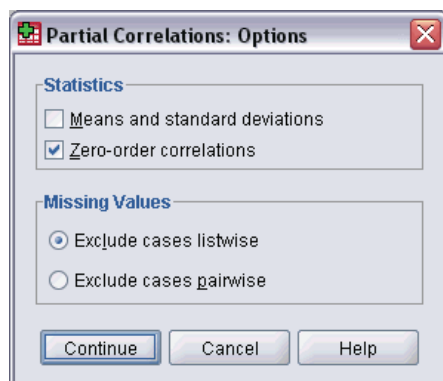 Partial Correlations: Options
Statistics
Means and standard deviations
Zero-order correlations
Missing Values
Exclude cases listwise
Exclude cases pairwise
Continue Cancel Help